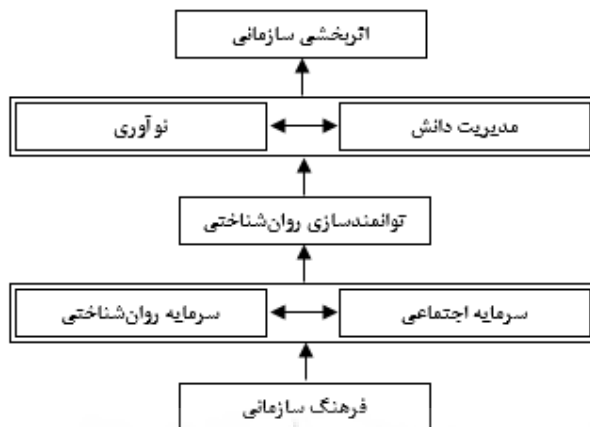 اثربخشی سازمانی
مدیریت دانش
نوآوری
توانمندسازی روان‌شناختی
سرمایه اجتماعی
سرمایه روان‌شناختی
فرهنگ سازمانی